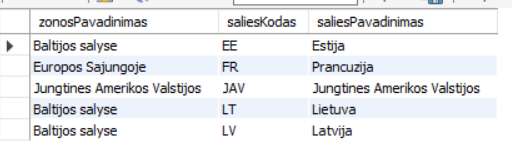 zonosPavadinimas saliesKodas saliesPavadinimas
Baltijos salyse EE Estija
Europos Sajungoje FR Prancuzija
Jungtines Amerikos Valstijos JAV Jungtines Amerikos Valstijos
Baltijos salyse LT Lietuva
Baltijos salyse LV Latvija